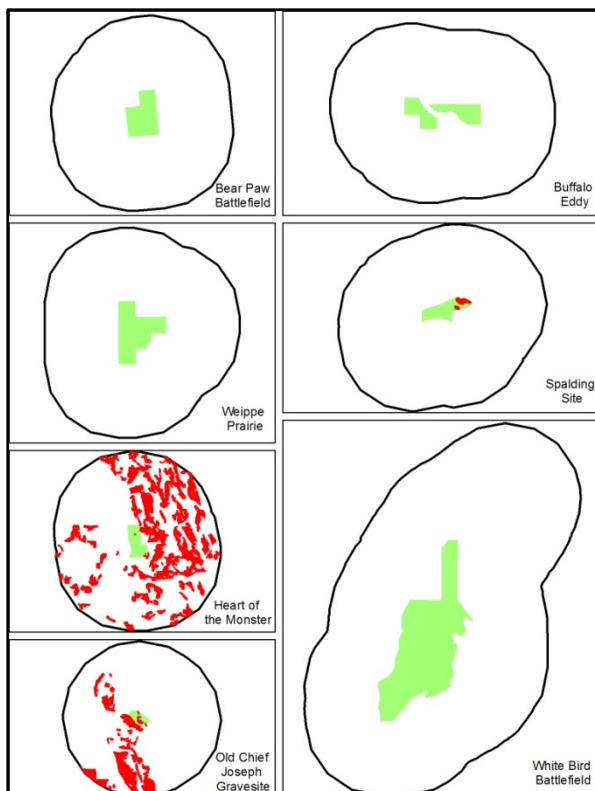 Bear Paw
Battlefield
Buffalo
Eddy
Weippe
Prairie
Spalding
Site
Heart of
the Monster
Old Chief
Joseph
Gravesite
White Bird
Battlefield